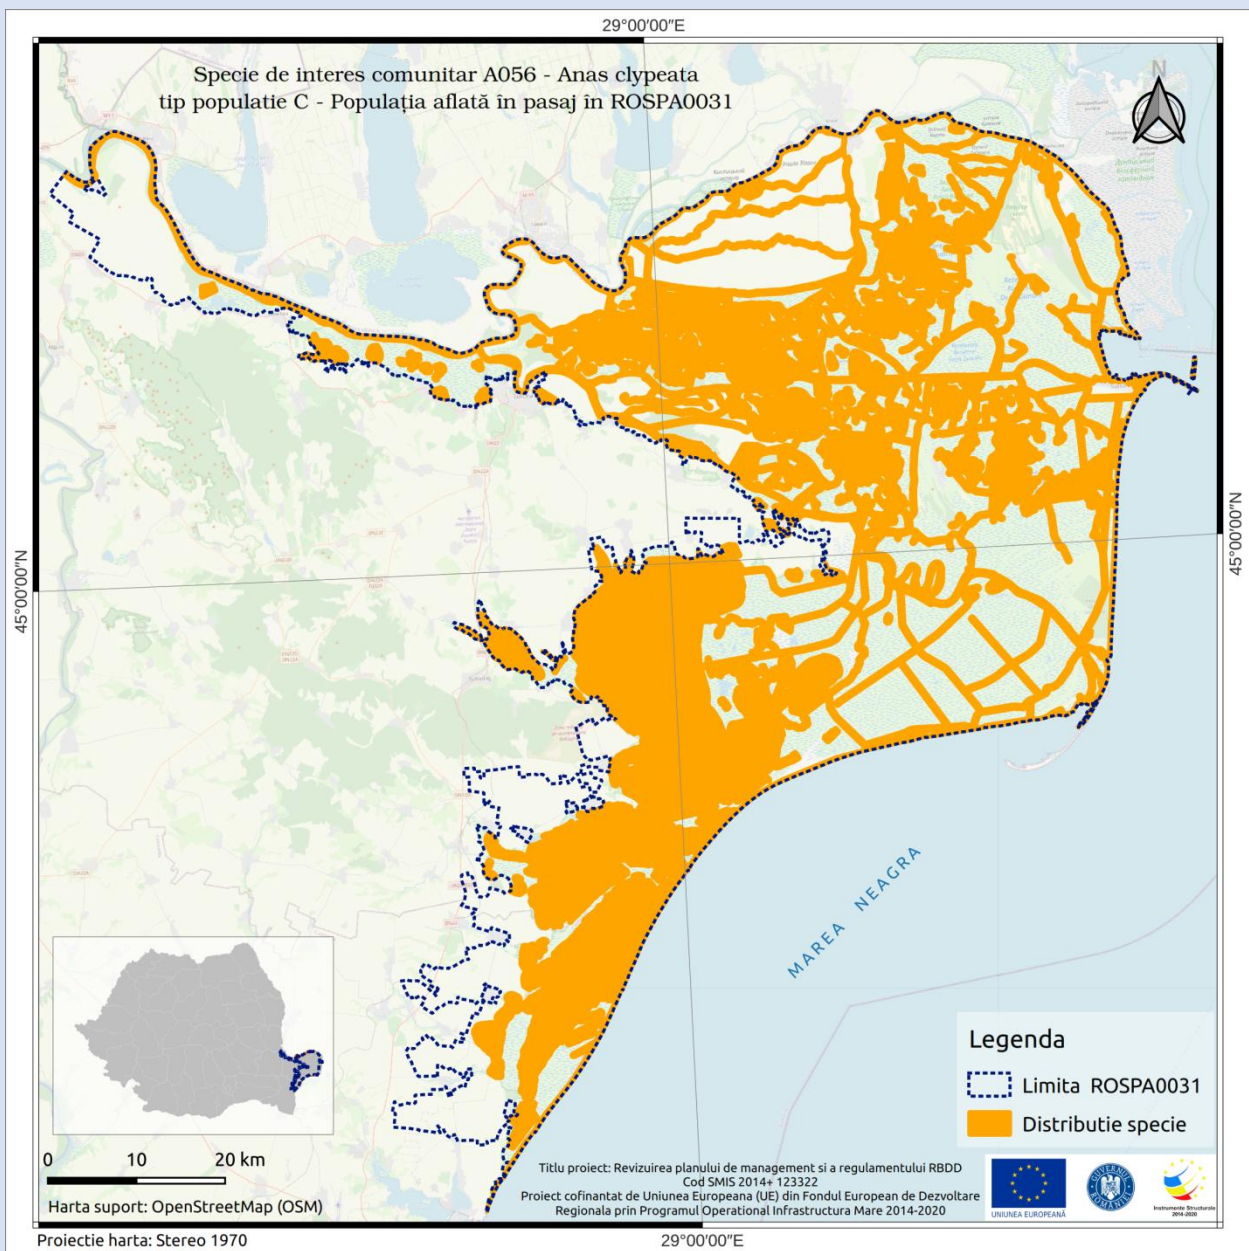 29°00′00″E
Specie de interes comunitar A056 - Anas clypeata
tip populatie C - Populația aflată în pasaj în ROSPA0031
N
45°00′00″N
45°00′00″N
MAREA NEAGRA
Legenda
Limita ROSPA0031
Distributie specie
0 10 20 km
Harta suport: OpenStreetMap (OSM)
Titlu proiect: Revizuirea planului de management si a regulamentului RBDD
Cod SMIS 2014+ 123322
Proiect cofinantat de Uniunea Europeana (UE) din Fondul European de Dezvoltare
Regionala prin Programul Operational Infrastructura Mare 2014-2020
UNIUNEA EUROPEANĂ
GUVERNUL ROMÂNIEI
Instrumente Structurale
2014-2020
Proiectie harta: Stereo 1970
29°00′00″E